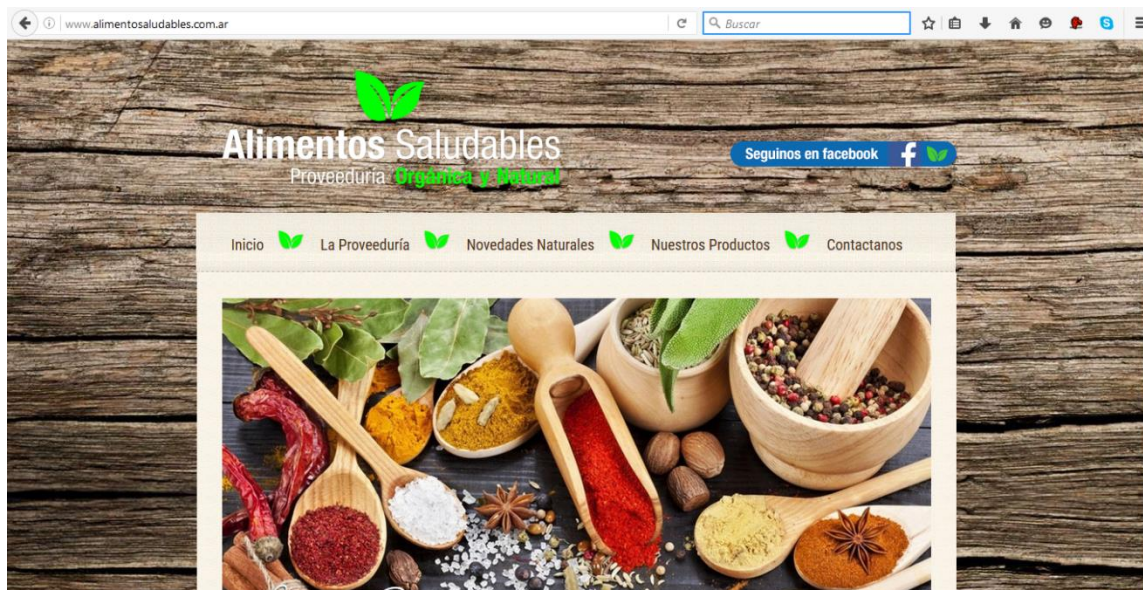 www.alimentosaludables.com.ar
Buscar
Alimentos Saludables
Proveeduría Orgánica y Natural
Seguinos en facebook
Inicio
La Proveeduría
Novedades Naturales
Nuestros Productos
Contactanos